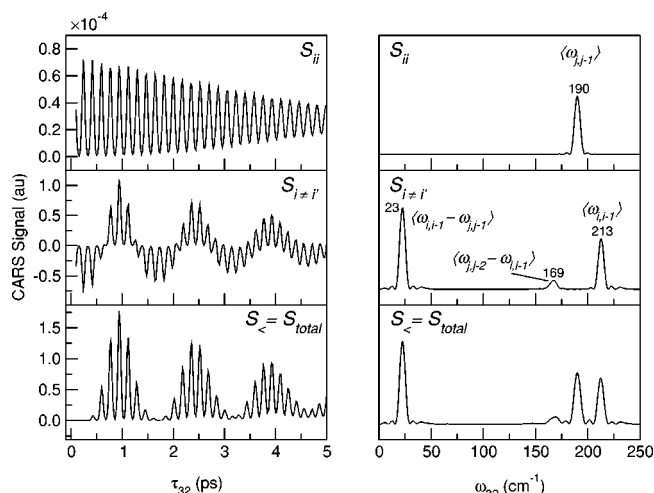 ×10⁻⁴
S_ii
0.8
0.6
0.4
0.2
0.0
S_i≠i'
1.0
0.5
0.0
-0.5
S_< = S_total
1.5
1.0
0.5
0.0
0 1 2 3 4 5
CARS Signal (au)
τ_32 (ps)
S_ii
⟨ω_j,j-1⟩
190
S_i≠i'
23
⟨ω_i,i-1 − ω_j,j-1⟩
⟨ω_i,i-1⟩
213
⟨ω_j,j-2 − ω_i,i-1⟩
169
S_< = S_total
0 50 100 150 200 250
ω_32 (cm⁻¹)